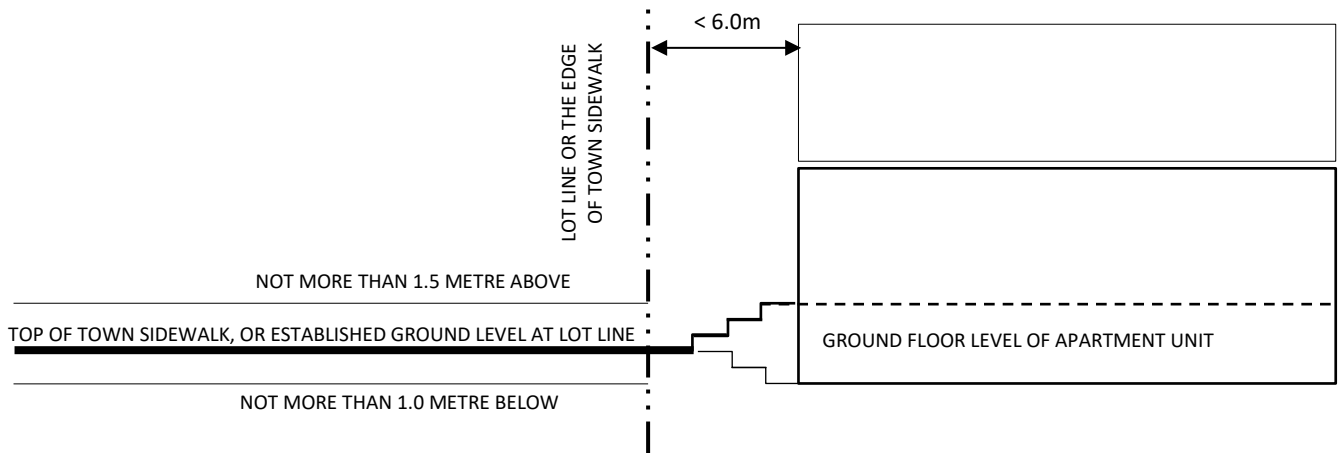 < 6.0m
LOT LINE OR THE EDGE
OF TOWN SIDEWALK
NOT MORE THAN 1.5 METRE ABOVE
TOP OF TOWN SIDEWALK, OR ESTABLISHED GROUND LEVEL AT LOT LINE
GROUND FLOOR LEVEL OF APARTMENT UNIT
NOT MORE THAN 1.0 METRE BELOW